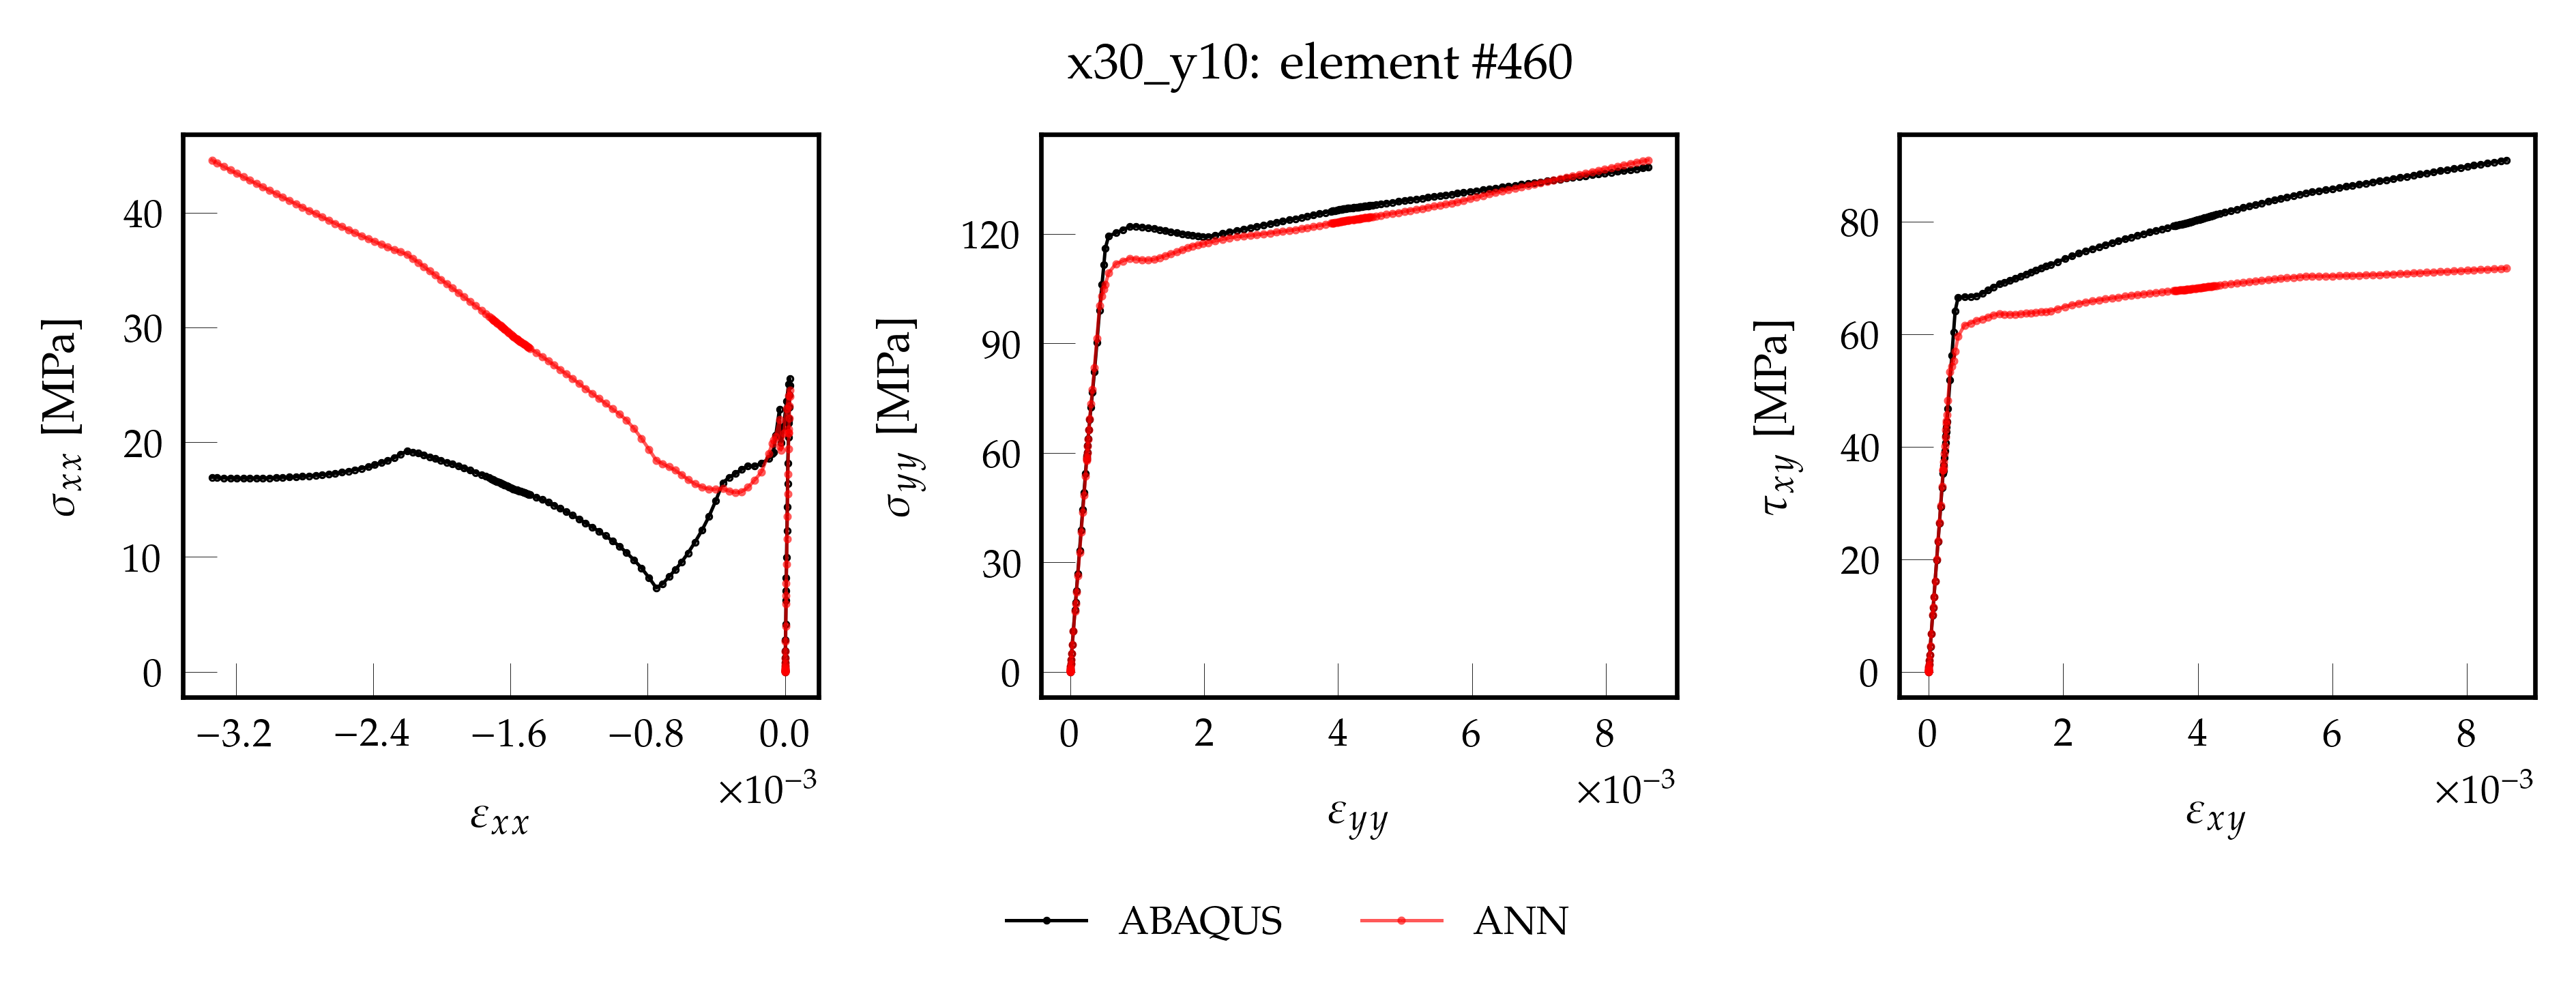 x30_y10: element #460
σxx [MPa]
40
30
20
10
0
−3.2 −2.4 −1.6 −0.8 0.0
×10−3
εxx
σyy [MPa]
120
90
60
30
0
0 2 4 6 8
×10−3
εyy
τxy [MPa]
80
60
40
20
0
0 2 4 6 8
×10−3
εxy
ABAQUS ANN